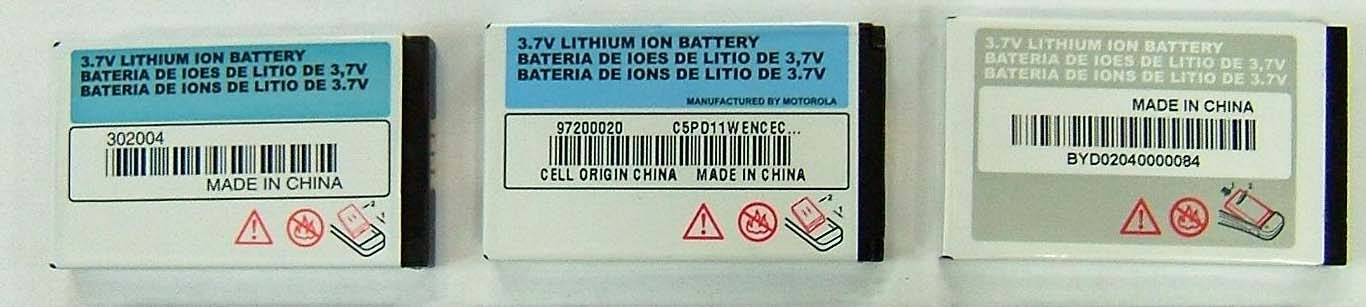 3.7V LITHIUM ION BATTERY
BATERIA DE IOES DE LITIO DE 3,7V
BATERIA DE IONS DE LITIO DE 3.7V
302004
MADE IN CHINA
3.7V LITHIUM ION BATTERY
BATERIA DE IOES DE LITIO DE 3,7V
BATERIA DE IONS DE LITIO DE 3.7V
MANUFACTURED BY MOTOROLA
97200020 C5PD11WENCEC...
CELL ORIGIN CHINA MADE IN CHINA
3.7V LITHIUM ION BATTERY
BATERIA DE IOES DE LITIO DE 3,7V
BATERIA DE IONS DE LITIO DE 3.7V
MADE IN CHINA
BYD02040000084